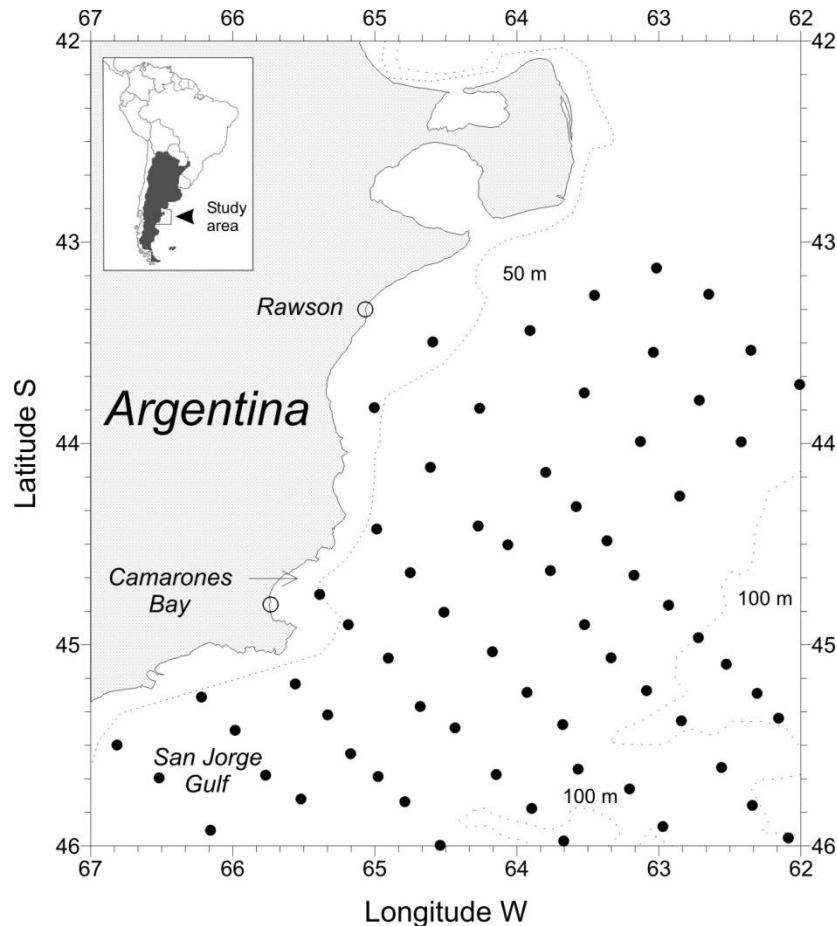 67 66 65 64 63 62
42 42
Study
area
43 43
50 m
Rawson
Argentina
Latitude S
44 44
Camarones
Bay
100 m
45 45
San Jorge
Gulf
100 m
46 46
67 66 65 64 63 62
Longitude W